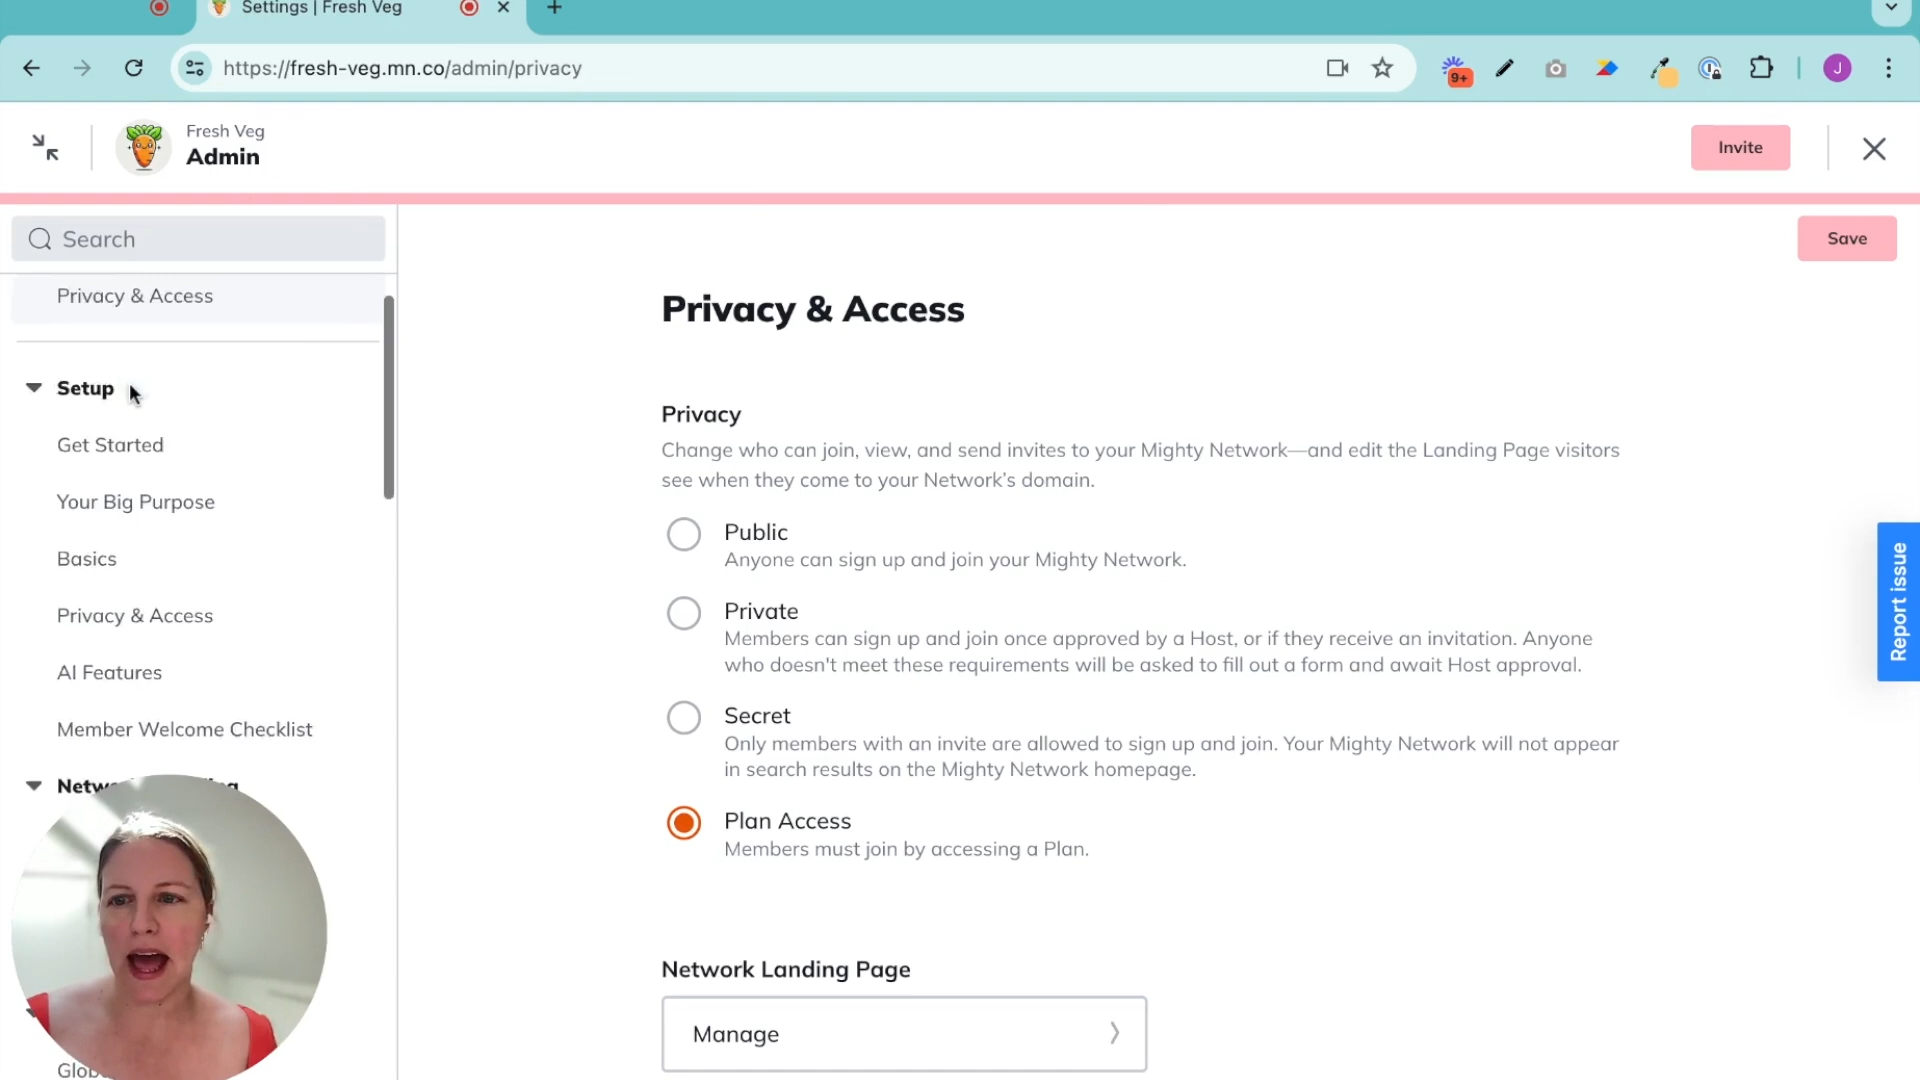 Settings | Fresh Veg
https://fresh-veg.mn.co/admin/privacy
9+
J
Fresh Veg
Admin
Invite
Search
Save
Privacy & Access
Setup
Get Started
Your Big Purpose
Basics
Privacy & Access
AI Features
Member Welcome Checklist
Privacy & Access
Privacy
Change who can join, view, and send invites to your Mighty Network—and edit the Landing Page visitors
see when they come to your Network's domain.
Public
Anyone can sign up and join your Mighty Network.
Private
Members can sign up and join once approved by a Host, or if they receive an invitation. Anyone
who doesn't meet these requirements will be asked to fill out a form and await Host approval.
Secret
Only members with an invite are allowed to sign up and join. Your Mighty Network will not appear
in search results on the Mighty Network homepage.
Plan Access
Members must join by accessing a Plan.
Network Landing Page
Manage
Report issue